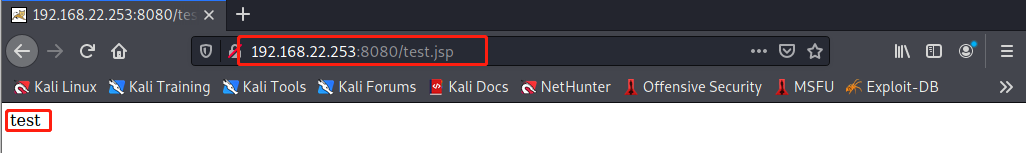 192.168.22.253:8080/tes
192.168.22.253:8080/test.jsp
Kali Linux Kali Training Kali Tools Kali Forums Kali Docs NetHunter Offensive Security MSFU Exploit-DB
test